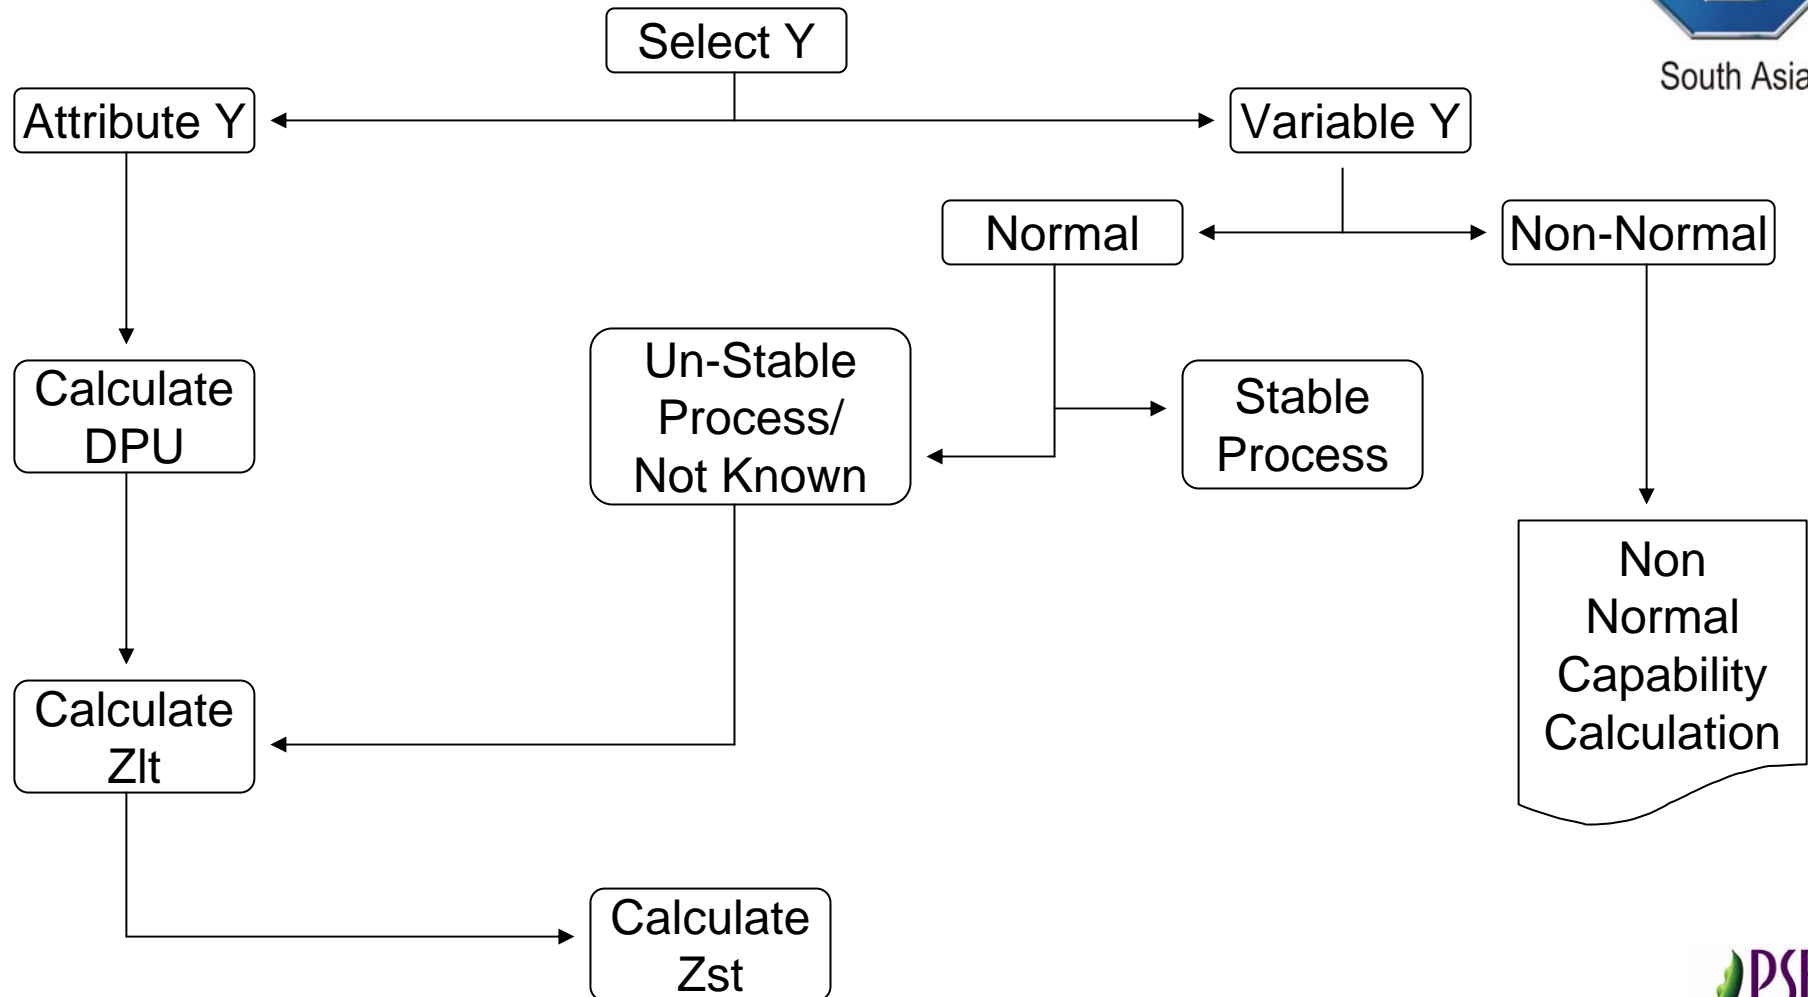 South Asia
Select Y
Attribute Y
Variable Y
Normal
Non-Normal
Un-Stable
Process/
Not Known
Stable
Process
Calculate
DPU
Non
Normal
Capability
Calculation
Calculate
Zlt
Calculate
Zst